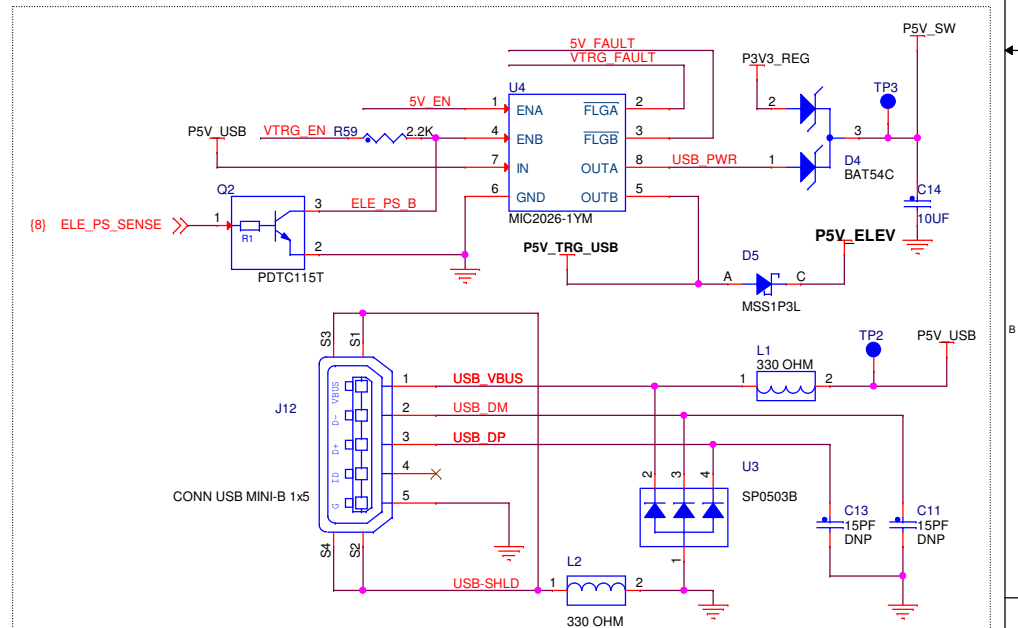 P5V_SW
5V_FAULT
VTRG_FAULT
P3V3_REG
U4
TP3
5V_EN
1
ENA
FLGA
2
2
P5V_USB
VTRG_EN
R59
2.2K
4
ENB
FLGB
3
3
7
IN
OUTA
8
USB_PWR
1
D4
BAT54C
Q2
6
GND
OUTB
5
C14
10UF
3
ELE_PS_B
MIC2026-1YM
{8}
ELE_PS_SENSE
1
R1
2
P5V_TRG_USB
P5V_ELEV
PDTC115T
D5
A
C
MSS1P3L
B
S3
S1
TP2
P5V_USB
L1
330 OHM
1
USB_VBUS
1
2
VBUS
J12
2
USB_DM
D-
3
USB_DP
D+
4
ID
2
3
4
U3
CONN USB MINI-B 1x5
5
G
SP0503B
C13
15PF
DNP
C11
15PF
DNP
S4
S2
1
L2
USB-SHLD
1
2
330 OHM